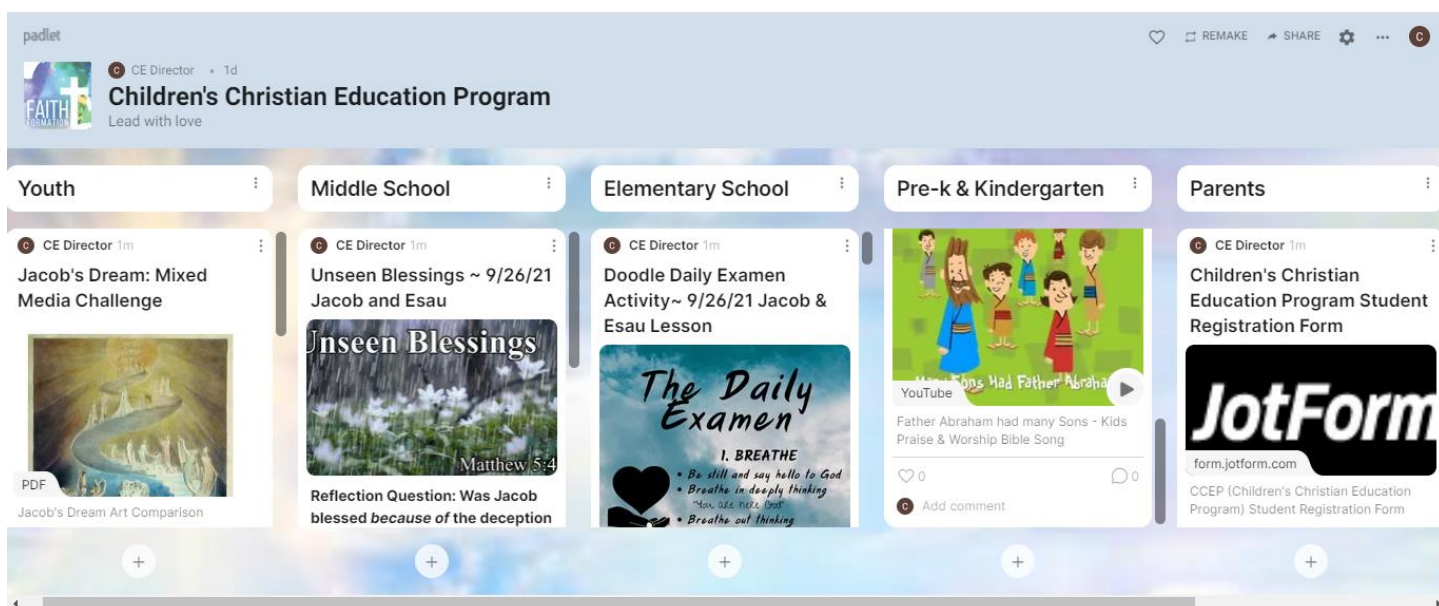 padlet
REMAKE
SHARE
C
FAITH
FORMATION
C CE Director • 1d
Children's Christian Education Program
Lead with love
Youth
C CE Director 1m
Jacob's Dream: Mixed
Media Challenge
PDF
Jacob's Dream Art Comparison
Middle School
C CE Director 1m
Unseen Blessings ~ 9/26/21
Jacob and Esau
Unseen Blessings
Matthew 5:4
Reflection Question: Was Jacob
blessed because of the deception
Elementary School
C CE Director 1m
Doodle Daily Examen
Activity~ 9/26/21 Jacob &
Esau Lesson
The Daily
Examen
1. BREATHE
• Be still and say hello to God
• Breathe in deeply thinking
"You are here God"
• Breathe out thinking
Pre-k & Kindergarten
Many Sons Had Father Abraha
YouTube
Father Abraham had many Sons - Kids
Praise & Worship Bible Song
0
0
C Add comment
Parents
C CE Director 1m
Children's Christian
Education Program Student
Registration Form
JotForm
form.jotform.com
CCEP (Children's Christian Education
Program) Student Registration Form